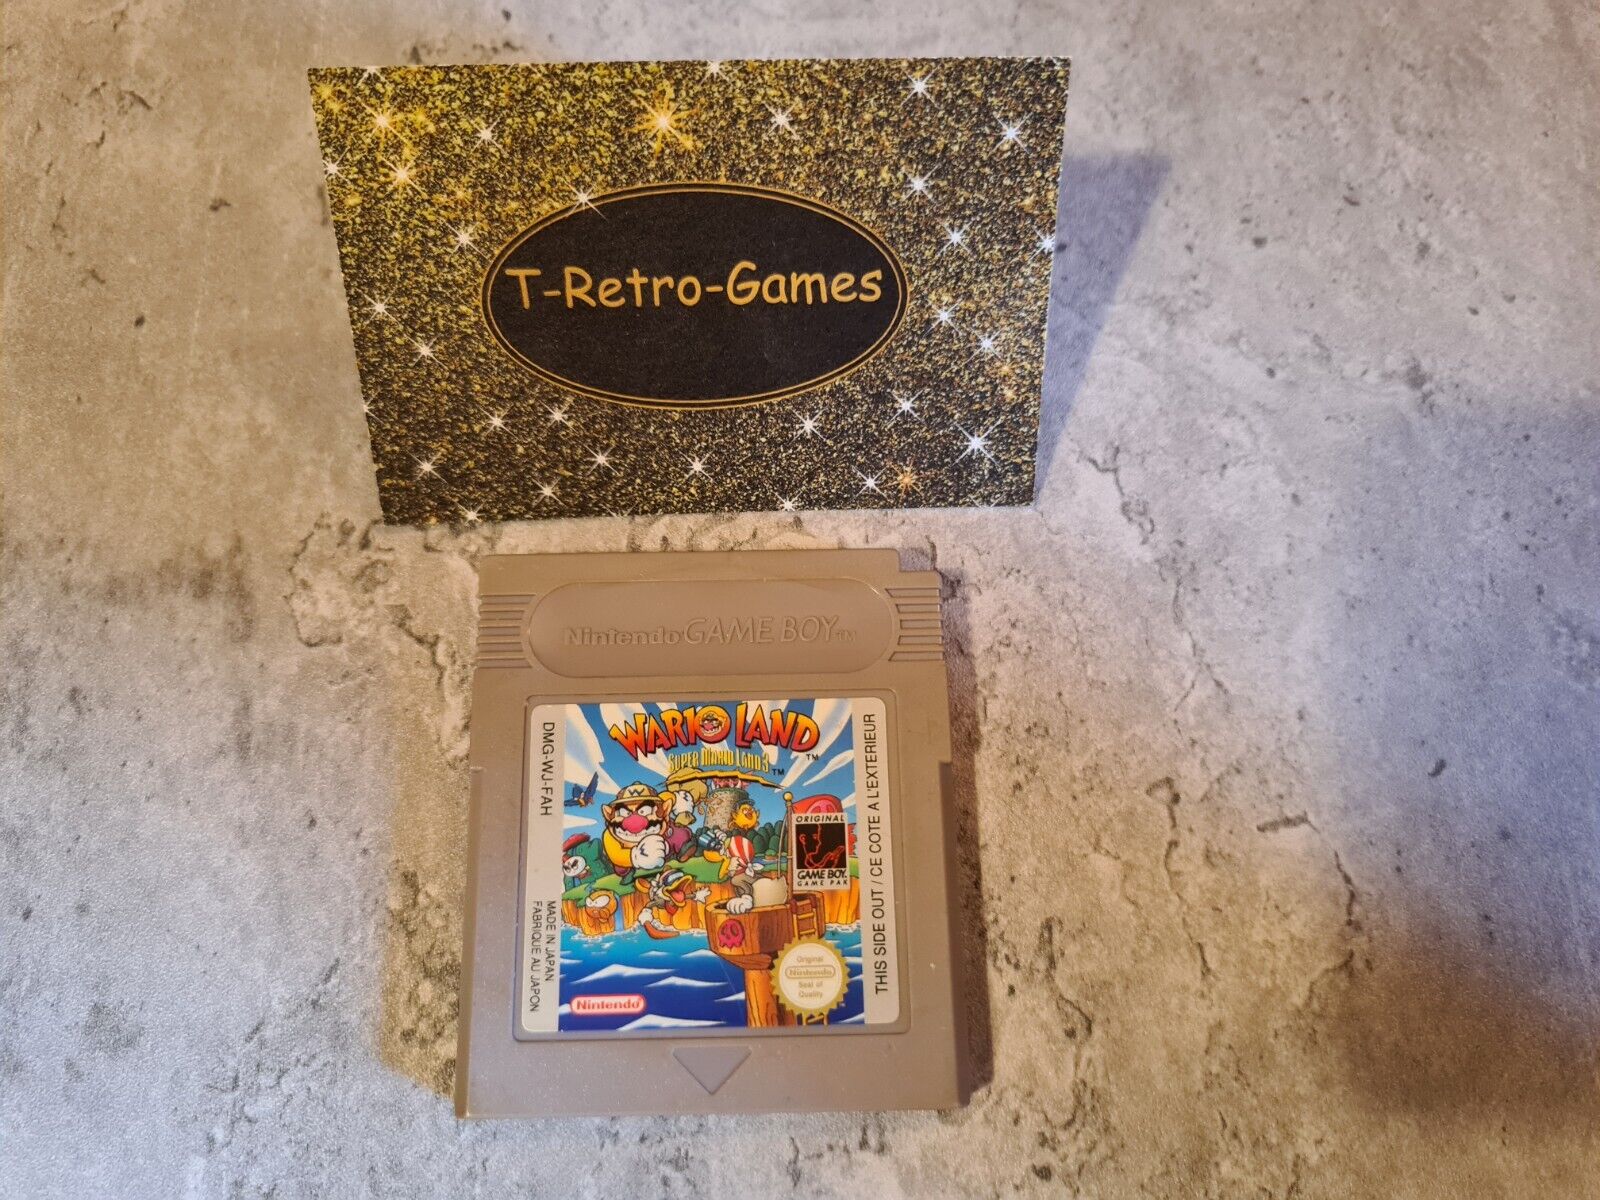 T-Retro-Games
Nintendo GAME BOY TM
DMG-WJ-FAH
MADE IN JAPAN
FABRIQUE AU JAPON
WARIO LAND TM
SUPER MARIO LAND 3 TM
ORIGINAL
GAME BOY
GAME PAK
Original
Nintendo
Seal of
Quality
Nintendo
THIS SIDE OUT / CE COTE A L'EXTERIEUR